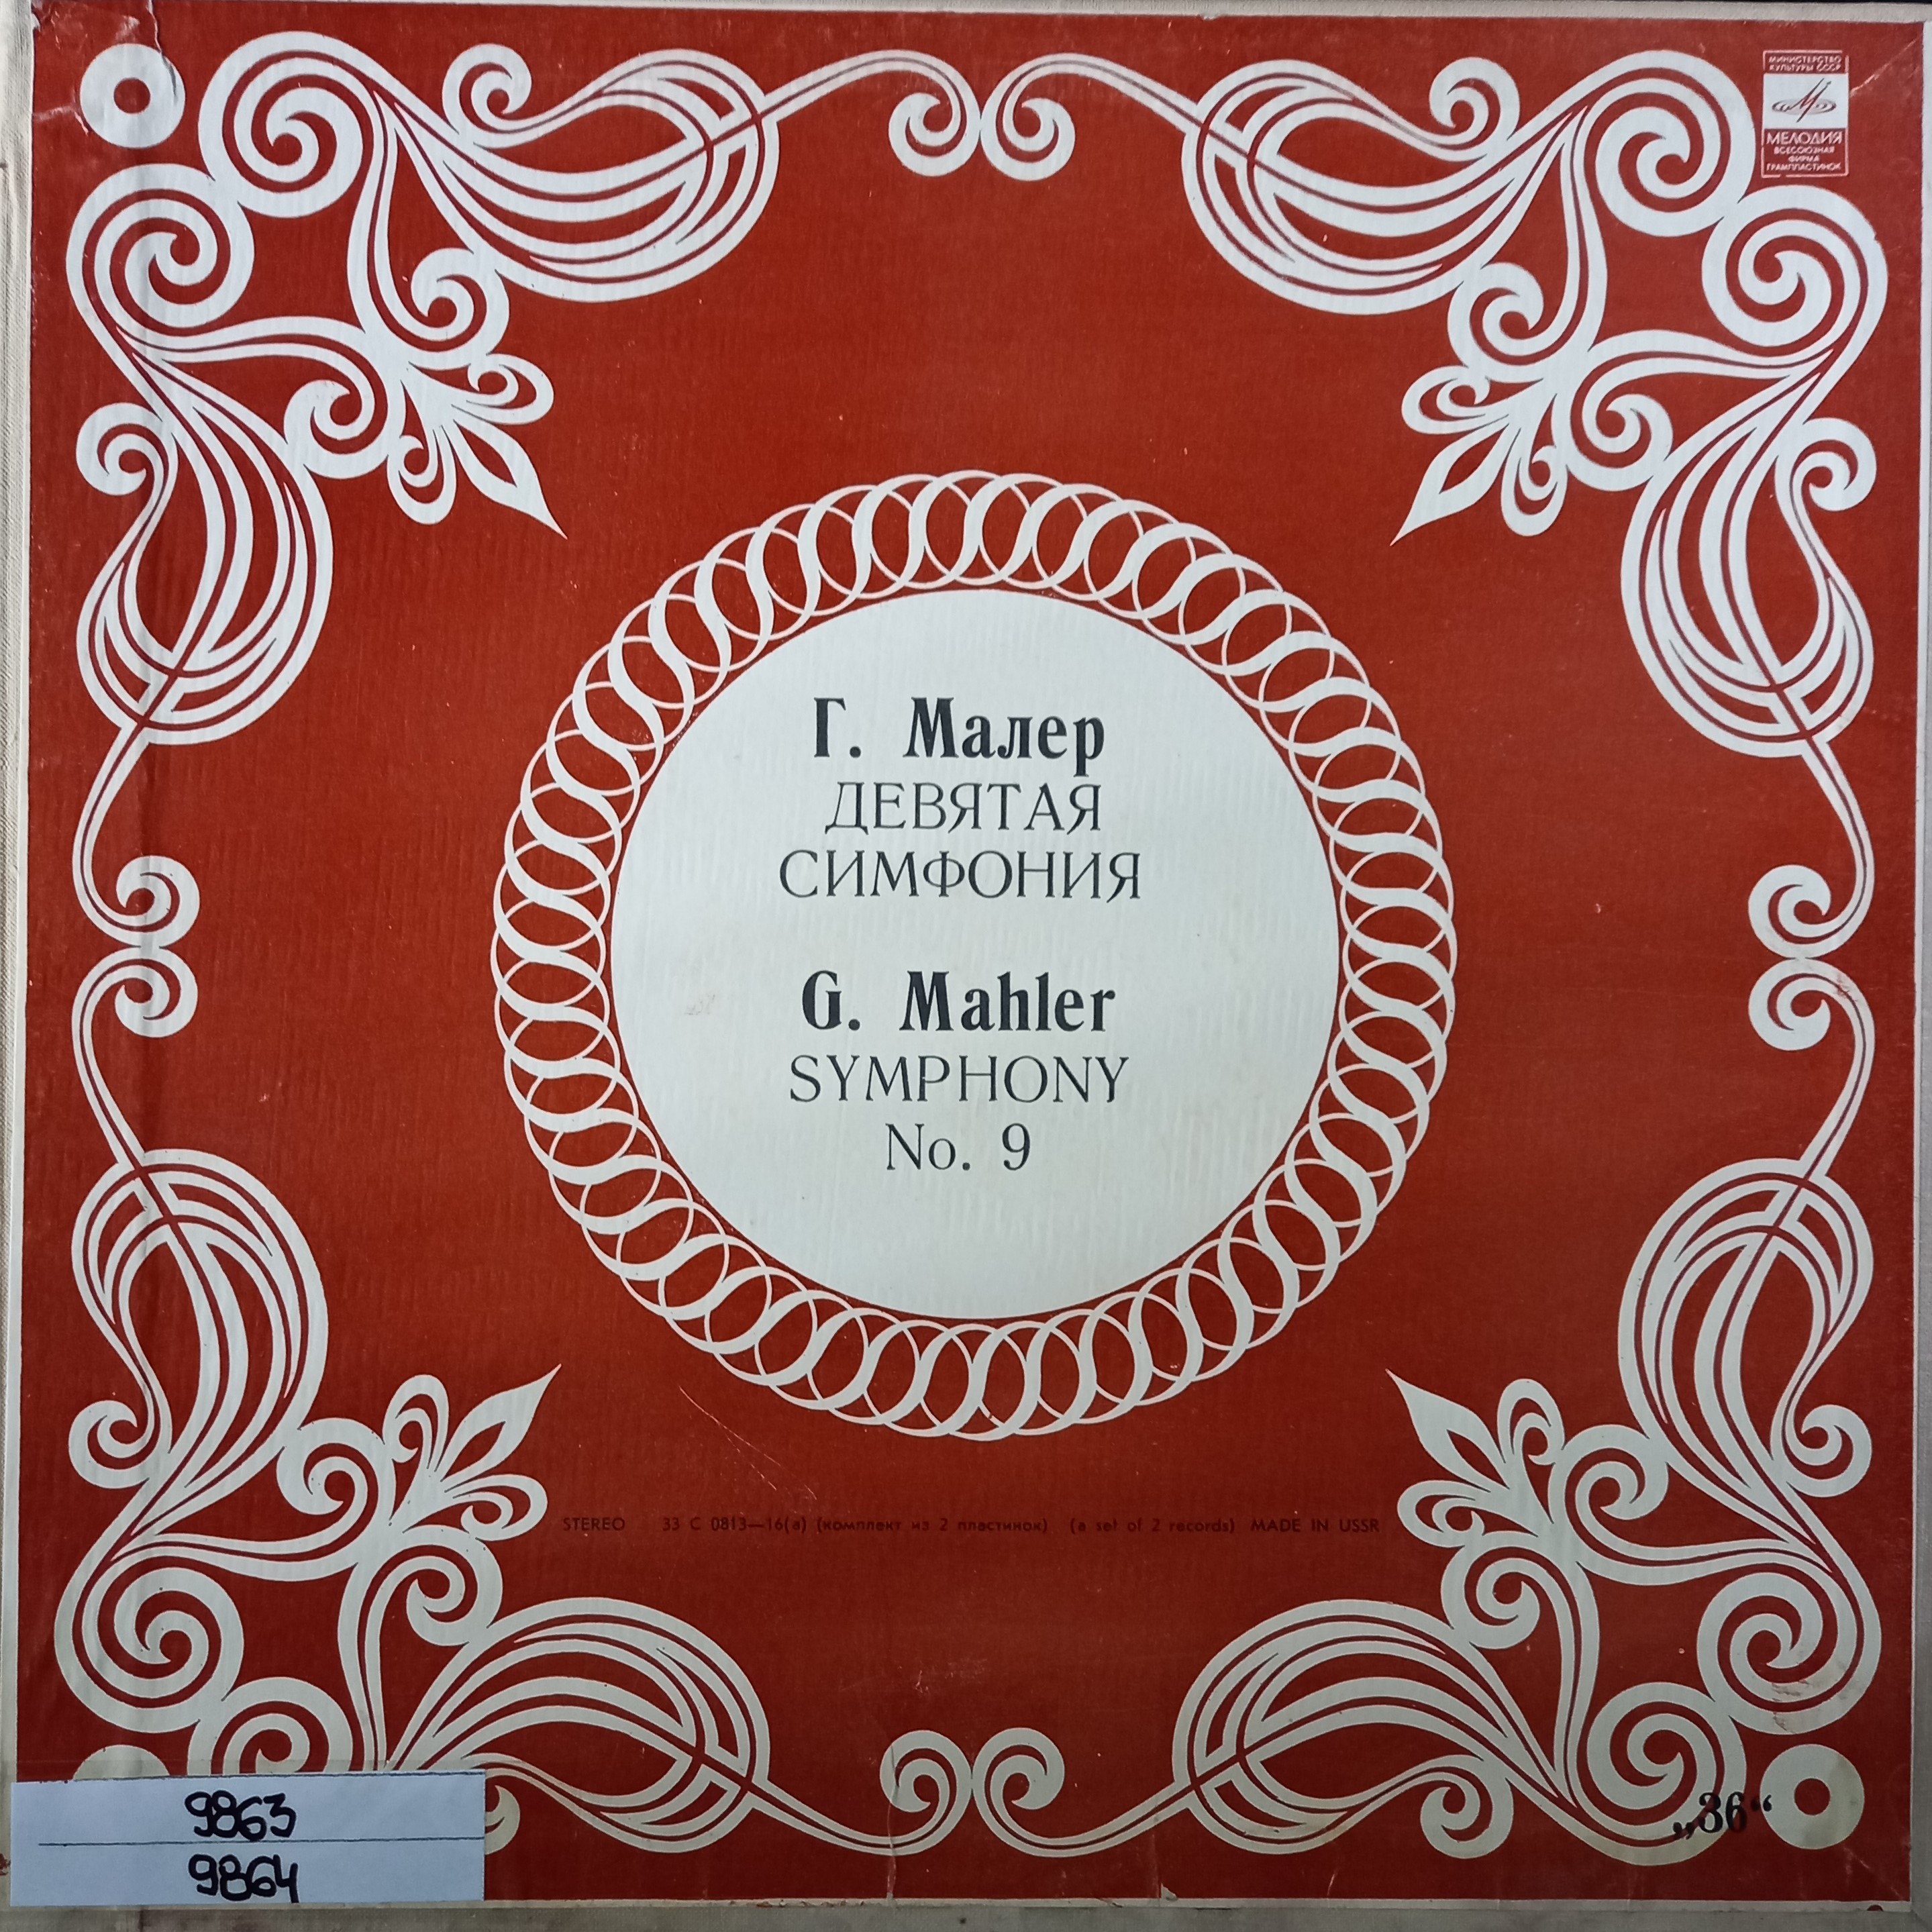 МИНИСТЕРСТВО
КУЛЬТУРЫ СССР
МЕЛОДИЯ
ВСЕСОЮЗНАЯ
ФИРМА
ГРАМПЛАСТИНОК
Г. Малер
ДЕВЯТАЯ
СИМФОНИЯ
G. Mahler
SYMPHONY
No. 9
STEREO 33 С 0813—16(а) (комплект из 2 пластинок) (a set of 2 records) MADE IN USSR
„36“
9863
9864